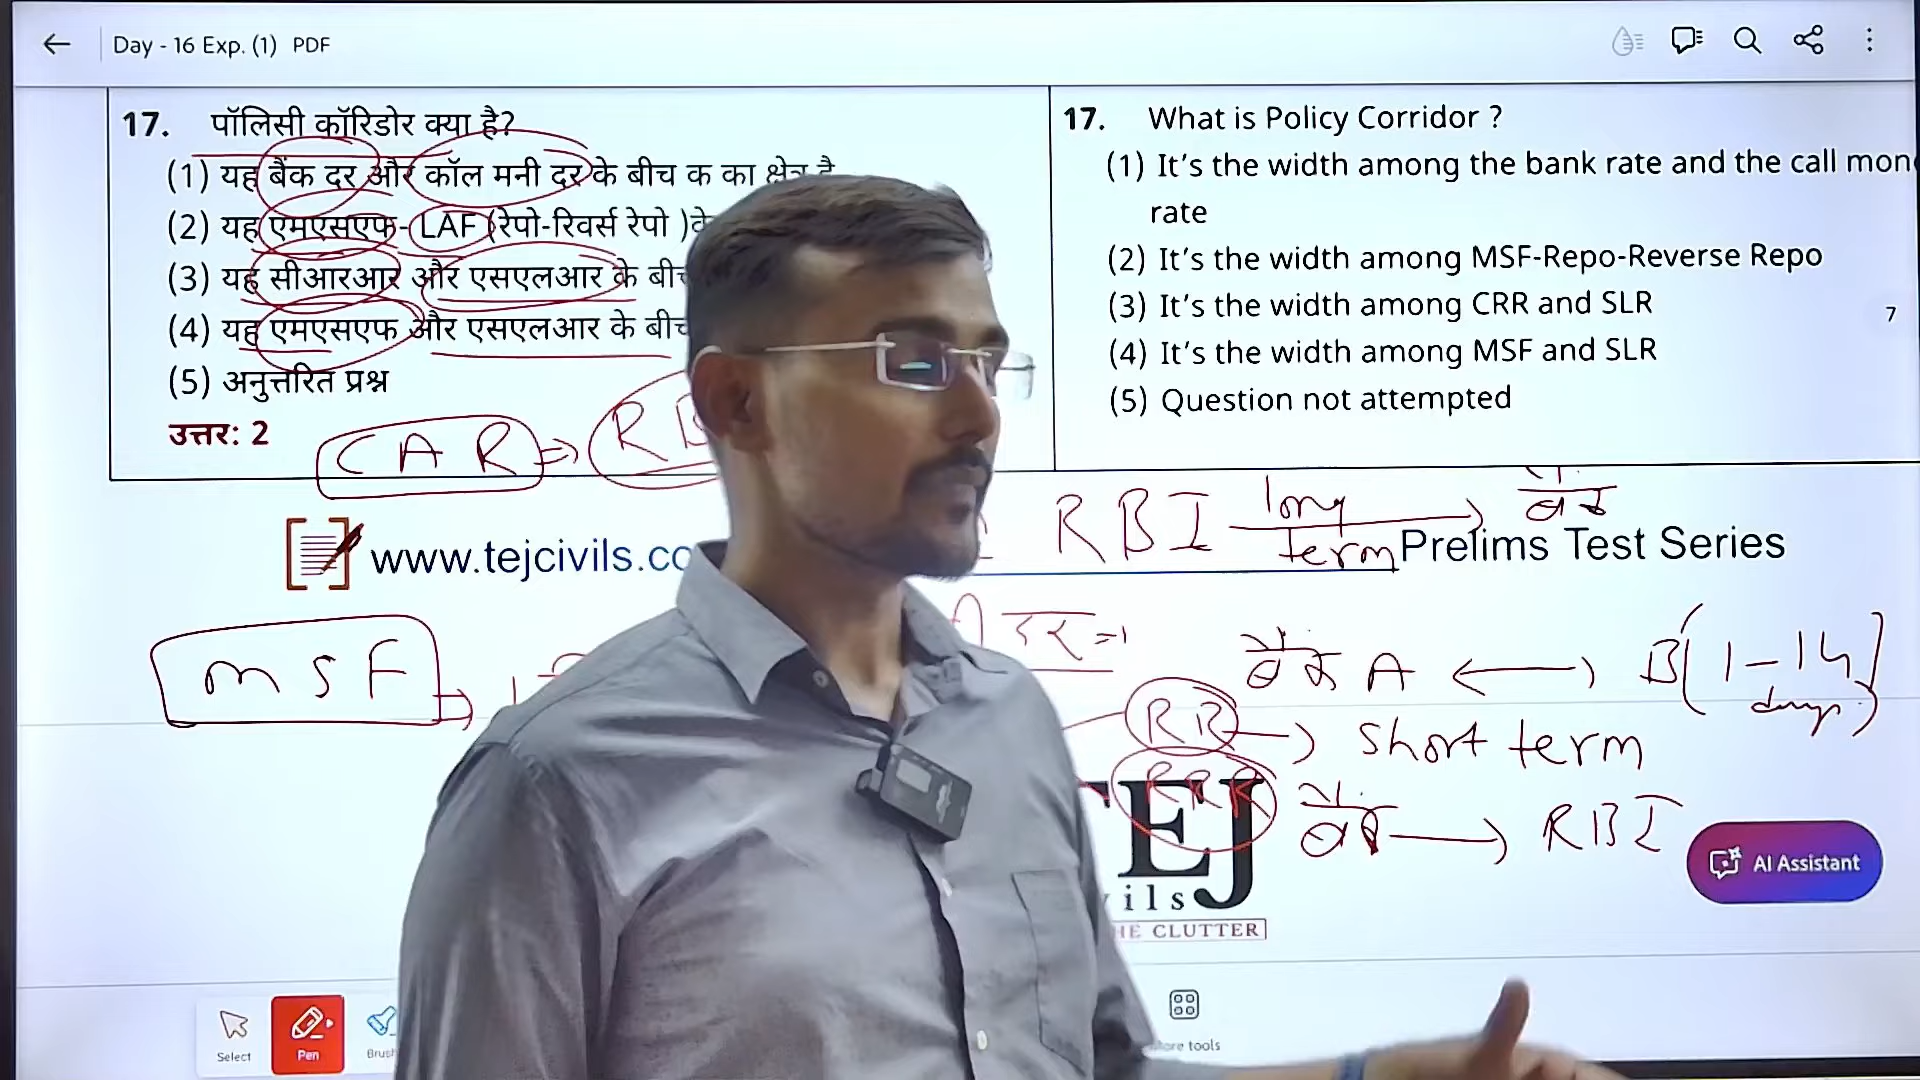 Day - 16 Exp. (1) PDF
17. पॉलिसी कॉरिडोर क्या है?
(1) यह बैंक दर और कॉल मनी दर के बीच क का क्षेत्र है
(2) यह एमएसएफ-LAF (रेपो-रिवर्स रेपो )के
(3) यह सीआरआर और एसएलआर के बीच
(4) यह एमएसएफ और एसएलआर के बीच
(5) अनुत्तरित प्रश्न
उत्तर: 2
CAR
17. What is Policy Corridor ?
(1) It's the width among the bank rate and the call mon
rate
(2) It's the width among MSF-Repo-Reverse Repo
(3) It's the width among CRR and SLR
(4) It's the width among MSF and SLR
(5) Question not attempted
7
RBI long term → बैंक
www.tejcivils.co
Prelims Test Series
MSF
बैंक A ⟷ B (1-14 days)
RR → short term
RRR बैंक → RBI
TEJ
ils
HE CLUTTER
AI Assistant
Select
Pen
Brush
More tools